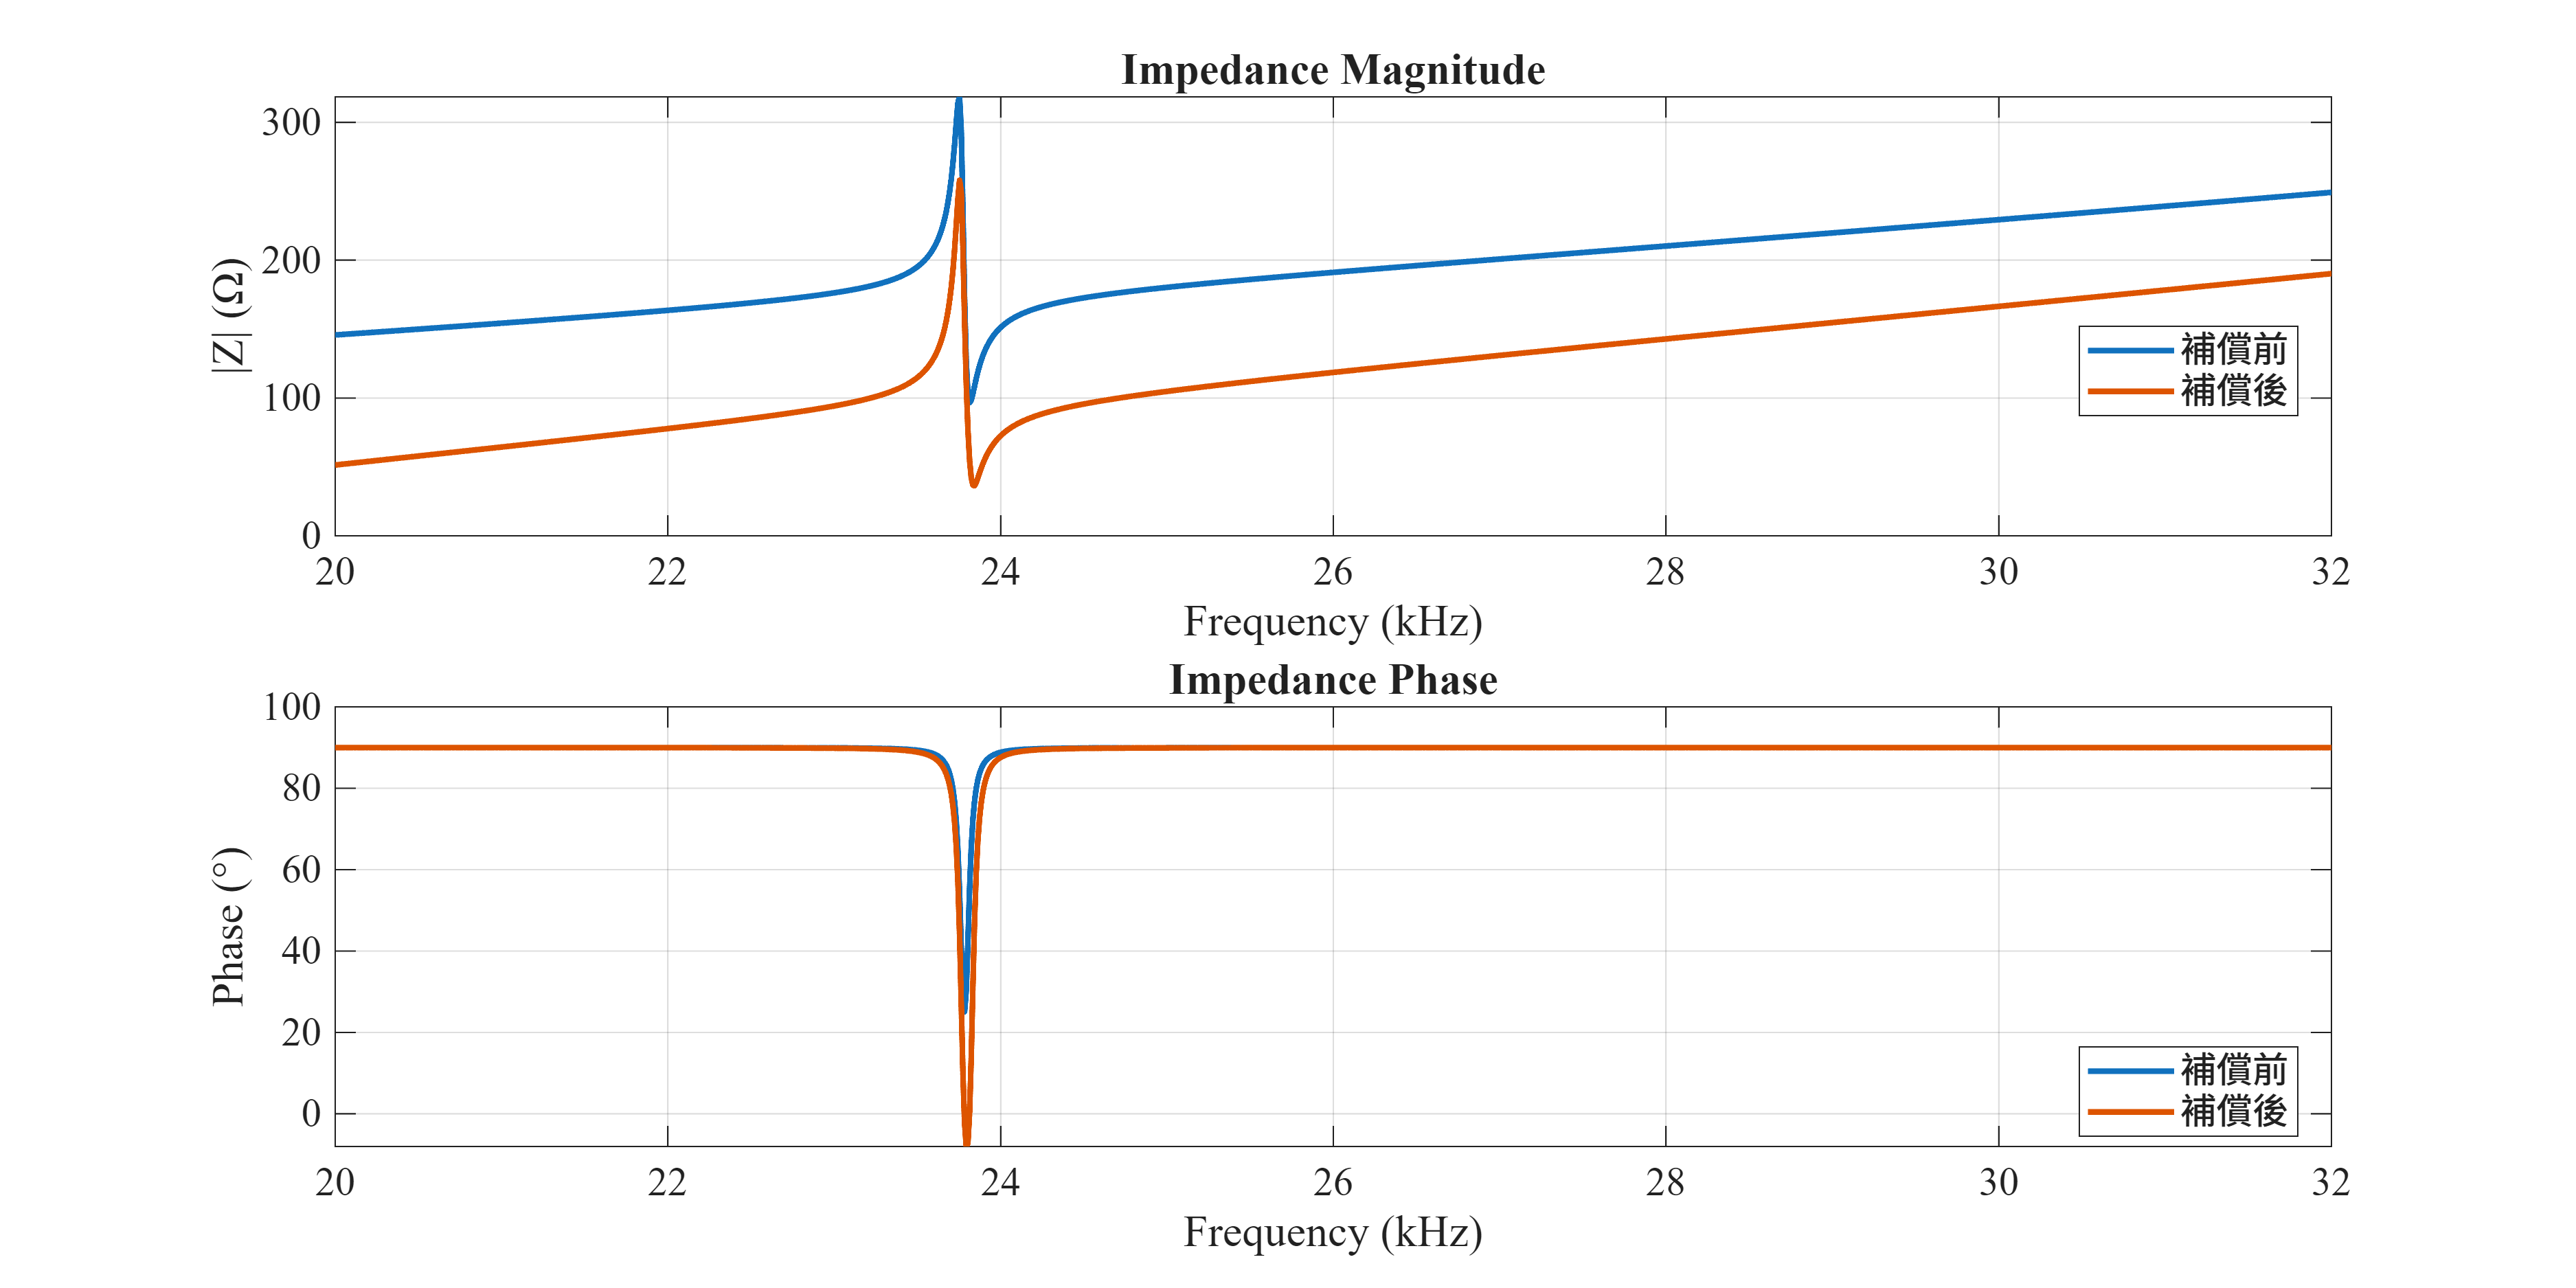 Impedance Magnitude
300
200
100
0
|Z| (Ω)
補償前
補償後
20 22 24 26 28 30 32
Frequency (kHz)
Impedance Phase
100
80
60
40
20
0
Phase (°)
補償前
補償後
20 22 24 26 28 30 32
Frequency (kHz)